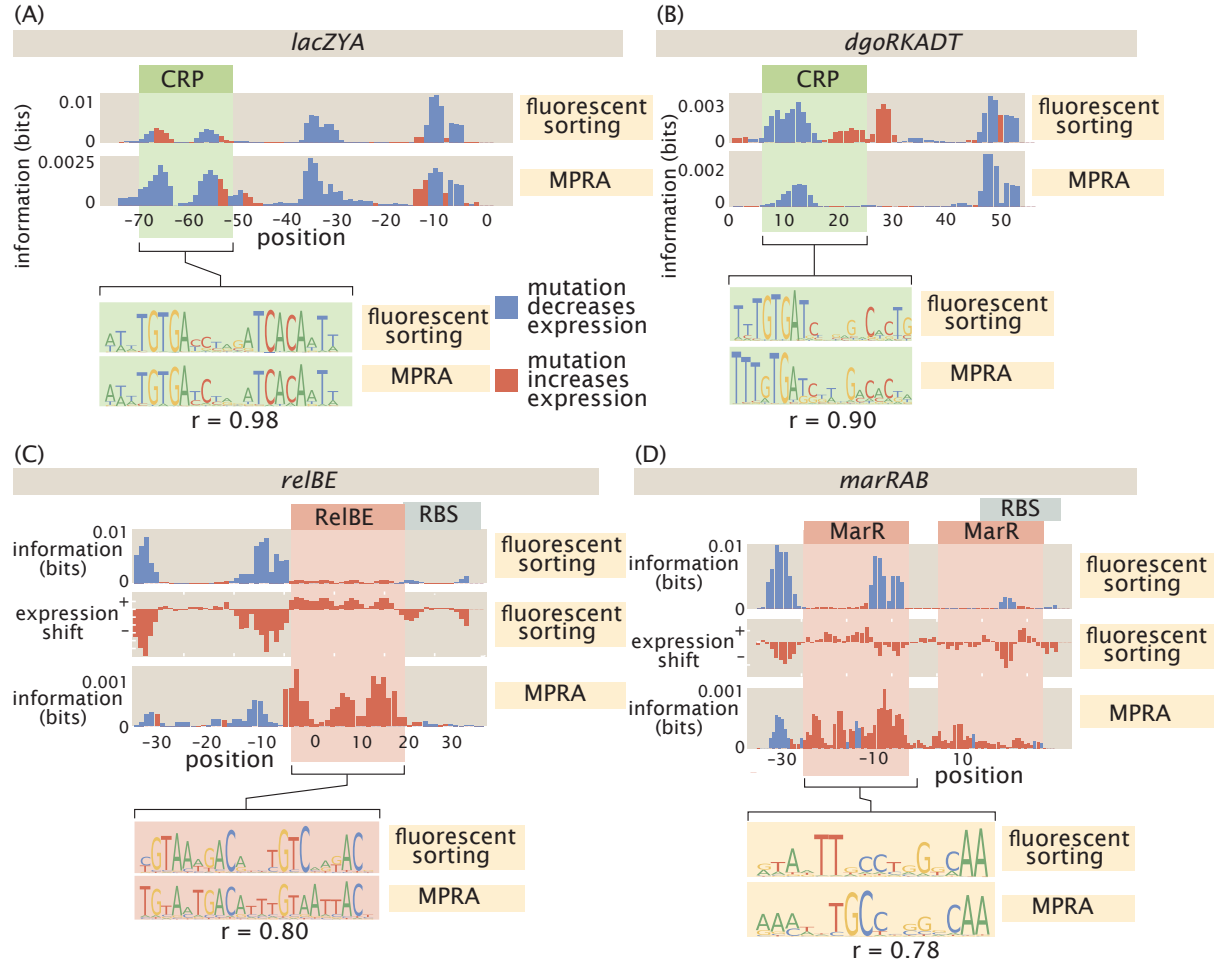 (A)
lacZYA
CRP
0.01
0
fluorescent
sorting
0.0025
0
MPRA
information (bits)
−70 −60 −50 −40 −30 −20 −10 0
position
fluorescent
sorting
MPRA
r = 0.98
mutation
decreases
expression
mutation
increases
expression
(B)
dgoRKADT
CRP
0.003
0
fluorescent
sorting
0.002
0
MPRA
information (bits)
0 10 20 30 40 50
position
fluorescent
sorting
MPRA
r = 0.90
(C)
relBE
RelBE
RBS
information
(bits)
0.01
0
fluorescent
sorting
expression
shift
+
−
fluorescent
sorting
information
(bits)
0.001
0
MPRA
−30 −20 −10 0 10 20 30
position
fluorescent
sorting
MPRA
r = 0.80
(D)
marRAB
RBS
MarR
MarR
information
(bits)
0.01
0
fluorescent
sorting
expression
shift
+
−
fluorescent
sorting
information
(bits)
0.001
0
MPRA
−30 −10 10
position
fluorescent
sorting
MPRA
r = 0.78